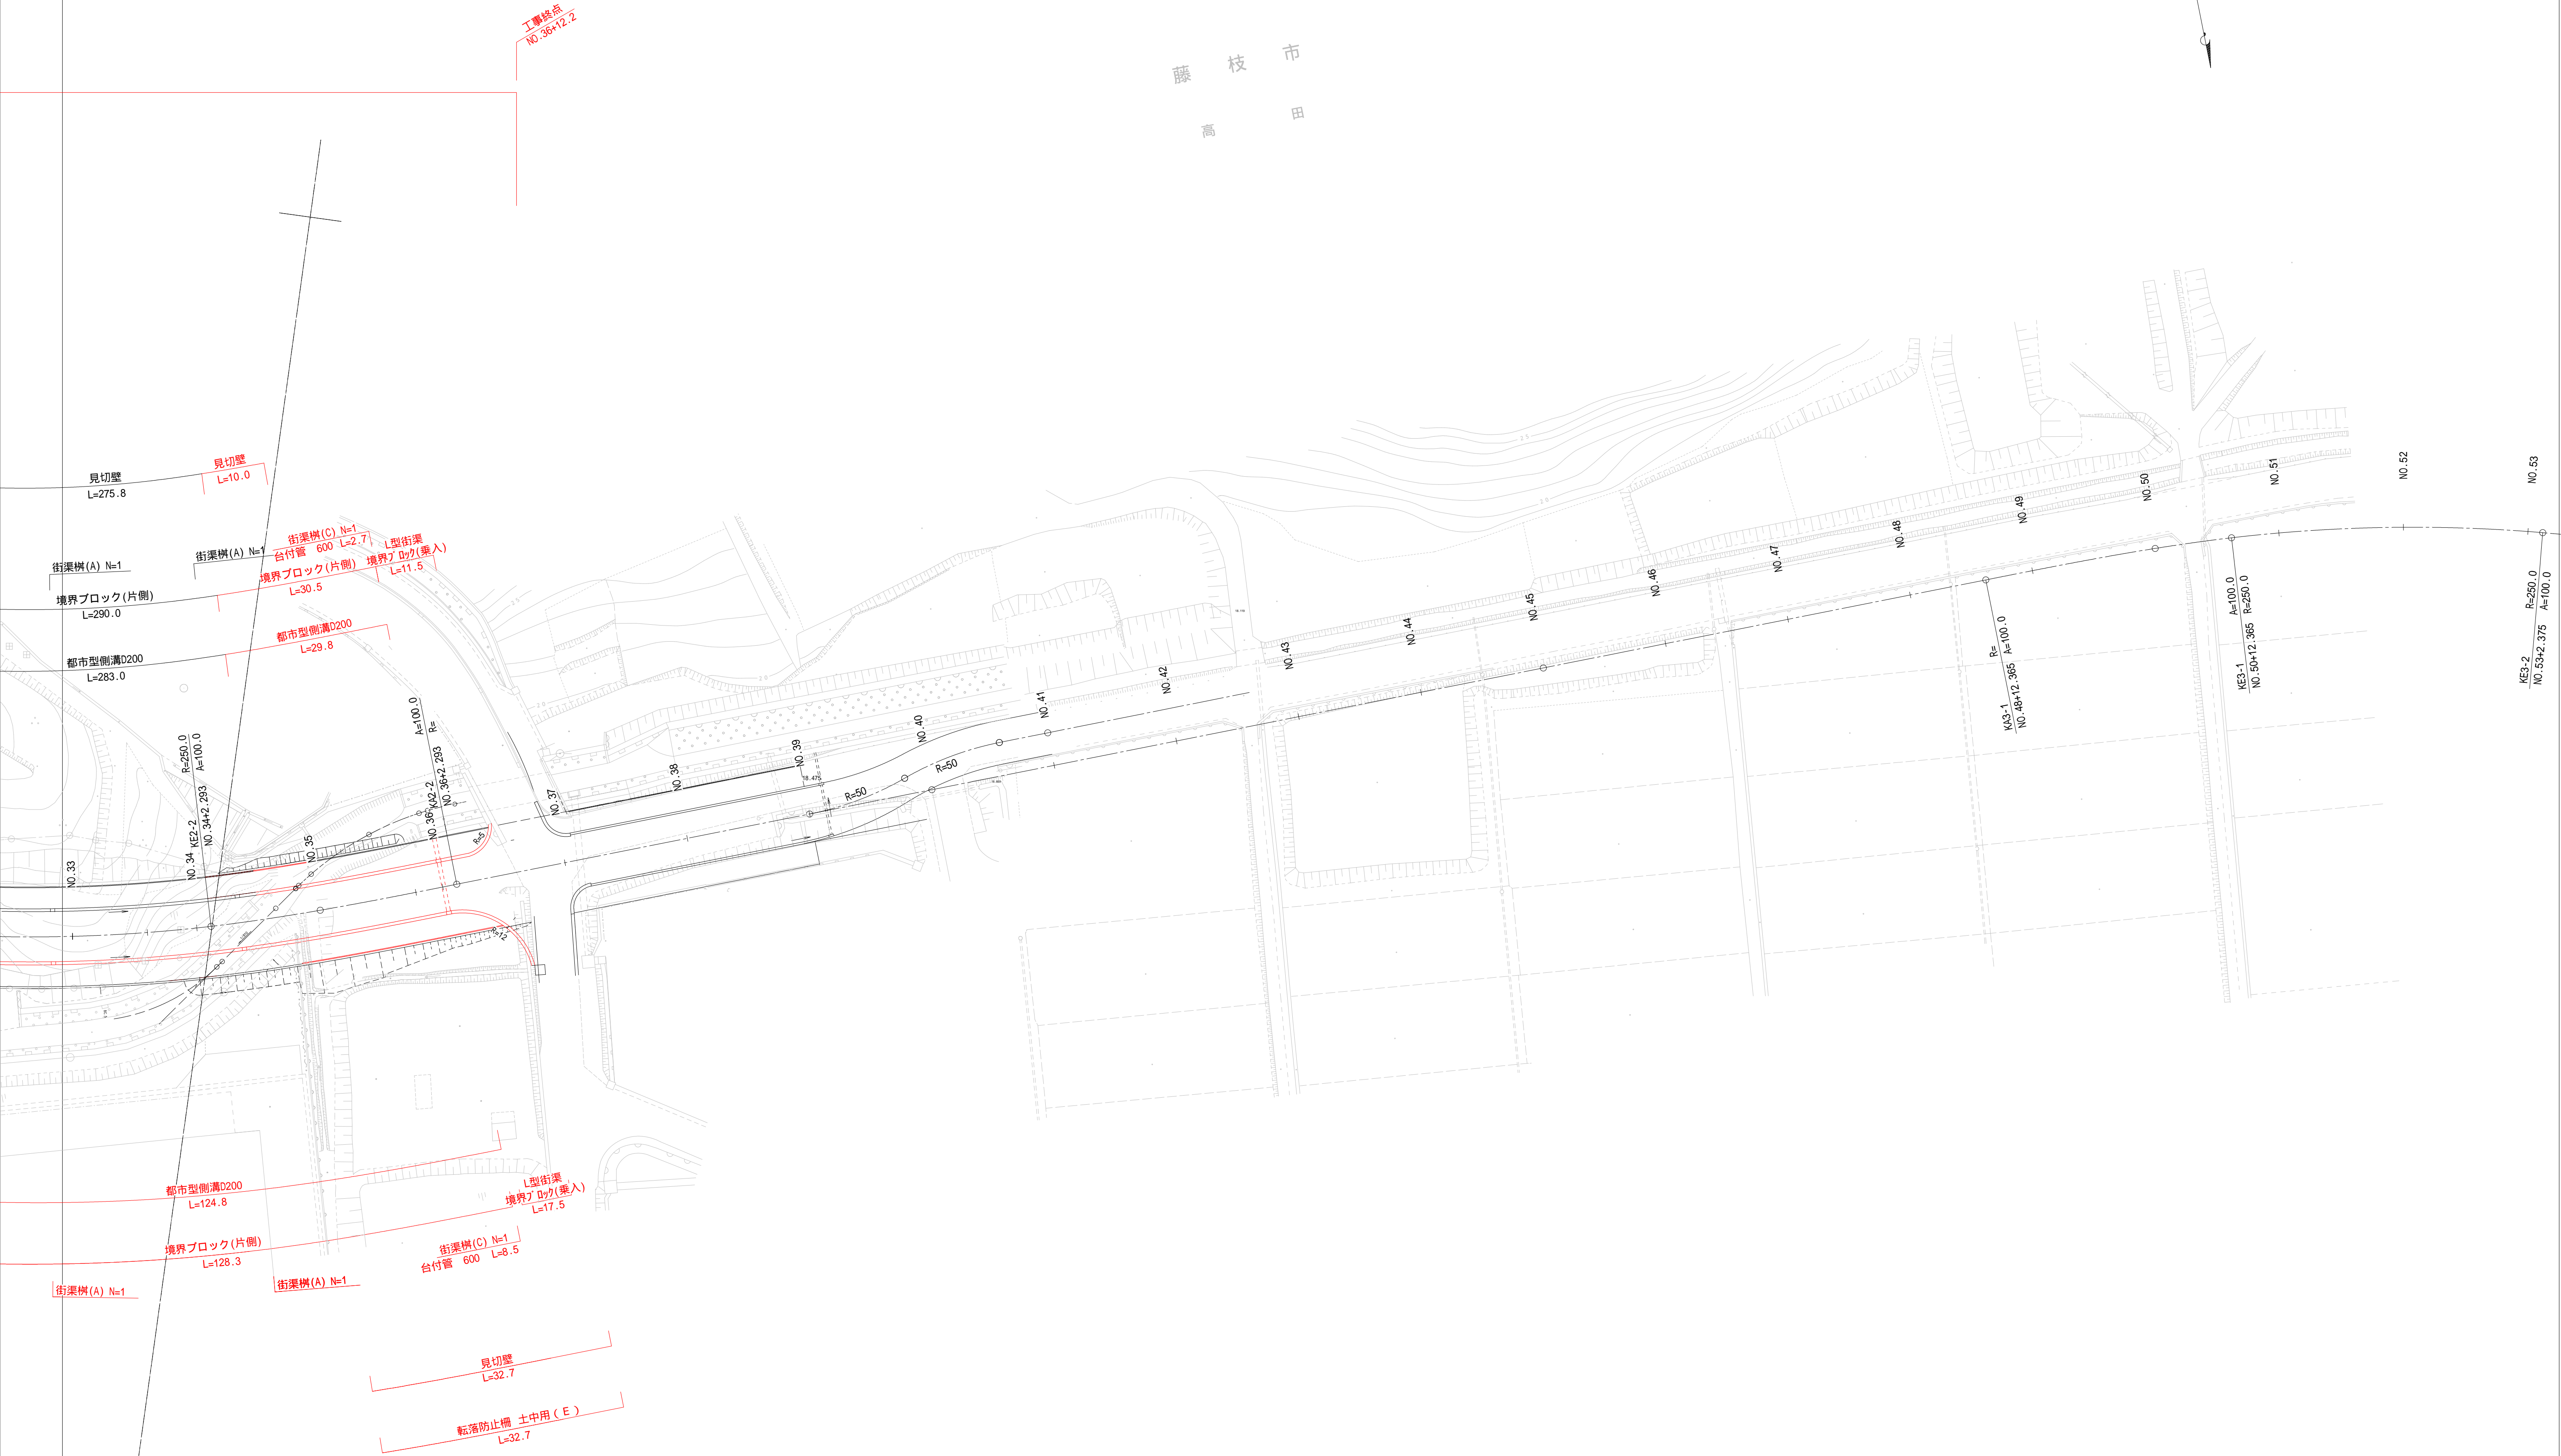 工事終点
NO.36+12.2
藤枝市
高田
見切壁
L=275.8
見切壁
L=10.0
街渠桝(A) N=1
街渠桝(A) N=1
街渠桝(C) N=1
台付管 600 L=2.7
L型街渠
境界ブロック(乗入)
L=11.5
境界ブロック(片側)
L=30.5
境界ブロック(片側)
L=290.0
都市型側溝D200
L=29.8
都市型側溝D200
L=283.0
R=250.0
A=100.0
KE2-2
NO.34+2.293
A=100.0
R=
KA2-2
NO.36+2.293
NO.33
NO.34
NO.35
NO.36
NO.37
NO.38
NO.39
NO.40
NO.41
NO.42
NO.43
NO.44
NO.45
NO.46
NO.47
NO.48
NO.49
NO.50
NO.51
NO.52
NO.53
18.475
R=50
R=50
R=5
R=12
25
25
20
20
20
R=
A=100.0
KA3-1
NO.48+12.365
A=100.0
R=250.0
KE3-1
NO.50+12.365
R=250.0
A=100.0
KE3-2
NO.53+2.375
都市型側溝D200
L=124.8
L型街渠
境界ブロック(乗入)
L=17.5
境界ブロック(片側)
L=128.3
街渠桝(C) N=1
台付管 600 L=8.5
街渠桝(A) N=1
街渠桝(A) N=1
見切壁
L=32.7
転落防止柵 土中用(E)
L=32.7